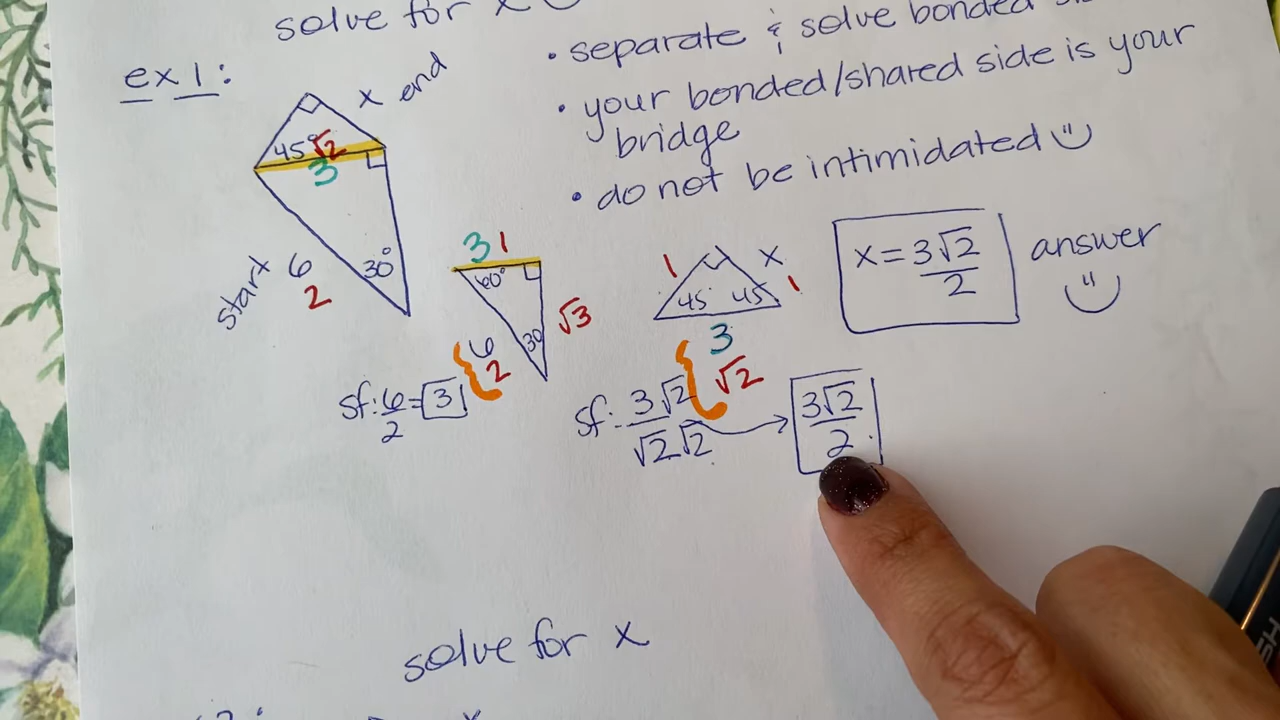 solve for x
ex 1:
• separate & solve bonded
• your bonded/shared side is your
bridge
• do not be intimidated
x end
45° √2
3
start 6
2
30°
3 1
60°
√3
6
2
30
sf: 6/2 = 3
1
x
45 45
1
3
√2
sf: 3√2/√2√2
3√2/2
x = 3√2/2
answer
solve for x
x